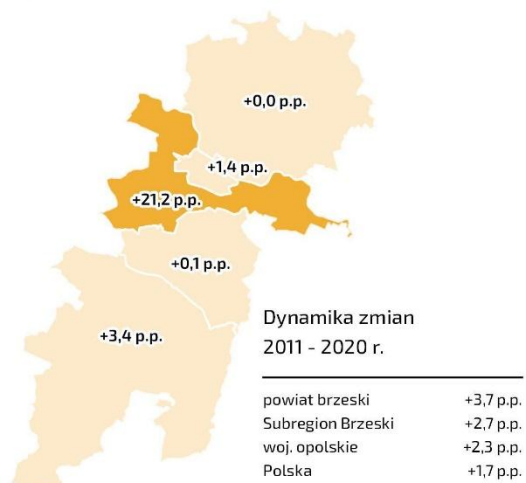 +0,0 p.p.
+1,4 p.p.
+21,2 p.p.
+0,1 p.p.
+3,4 p.p.
Dynamika zmian
2011 - 2020 r.
powiat brzeski +3,7 p.p.
Subregion Brzeski +2,7 p.p.
woj. opolskie +2,3 p.p.
Polska +1,7 p.p.